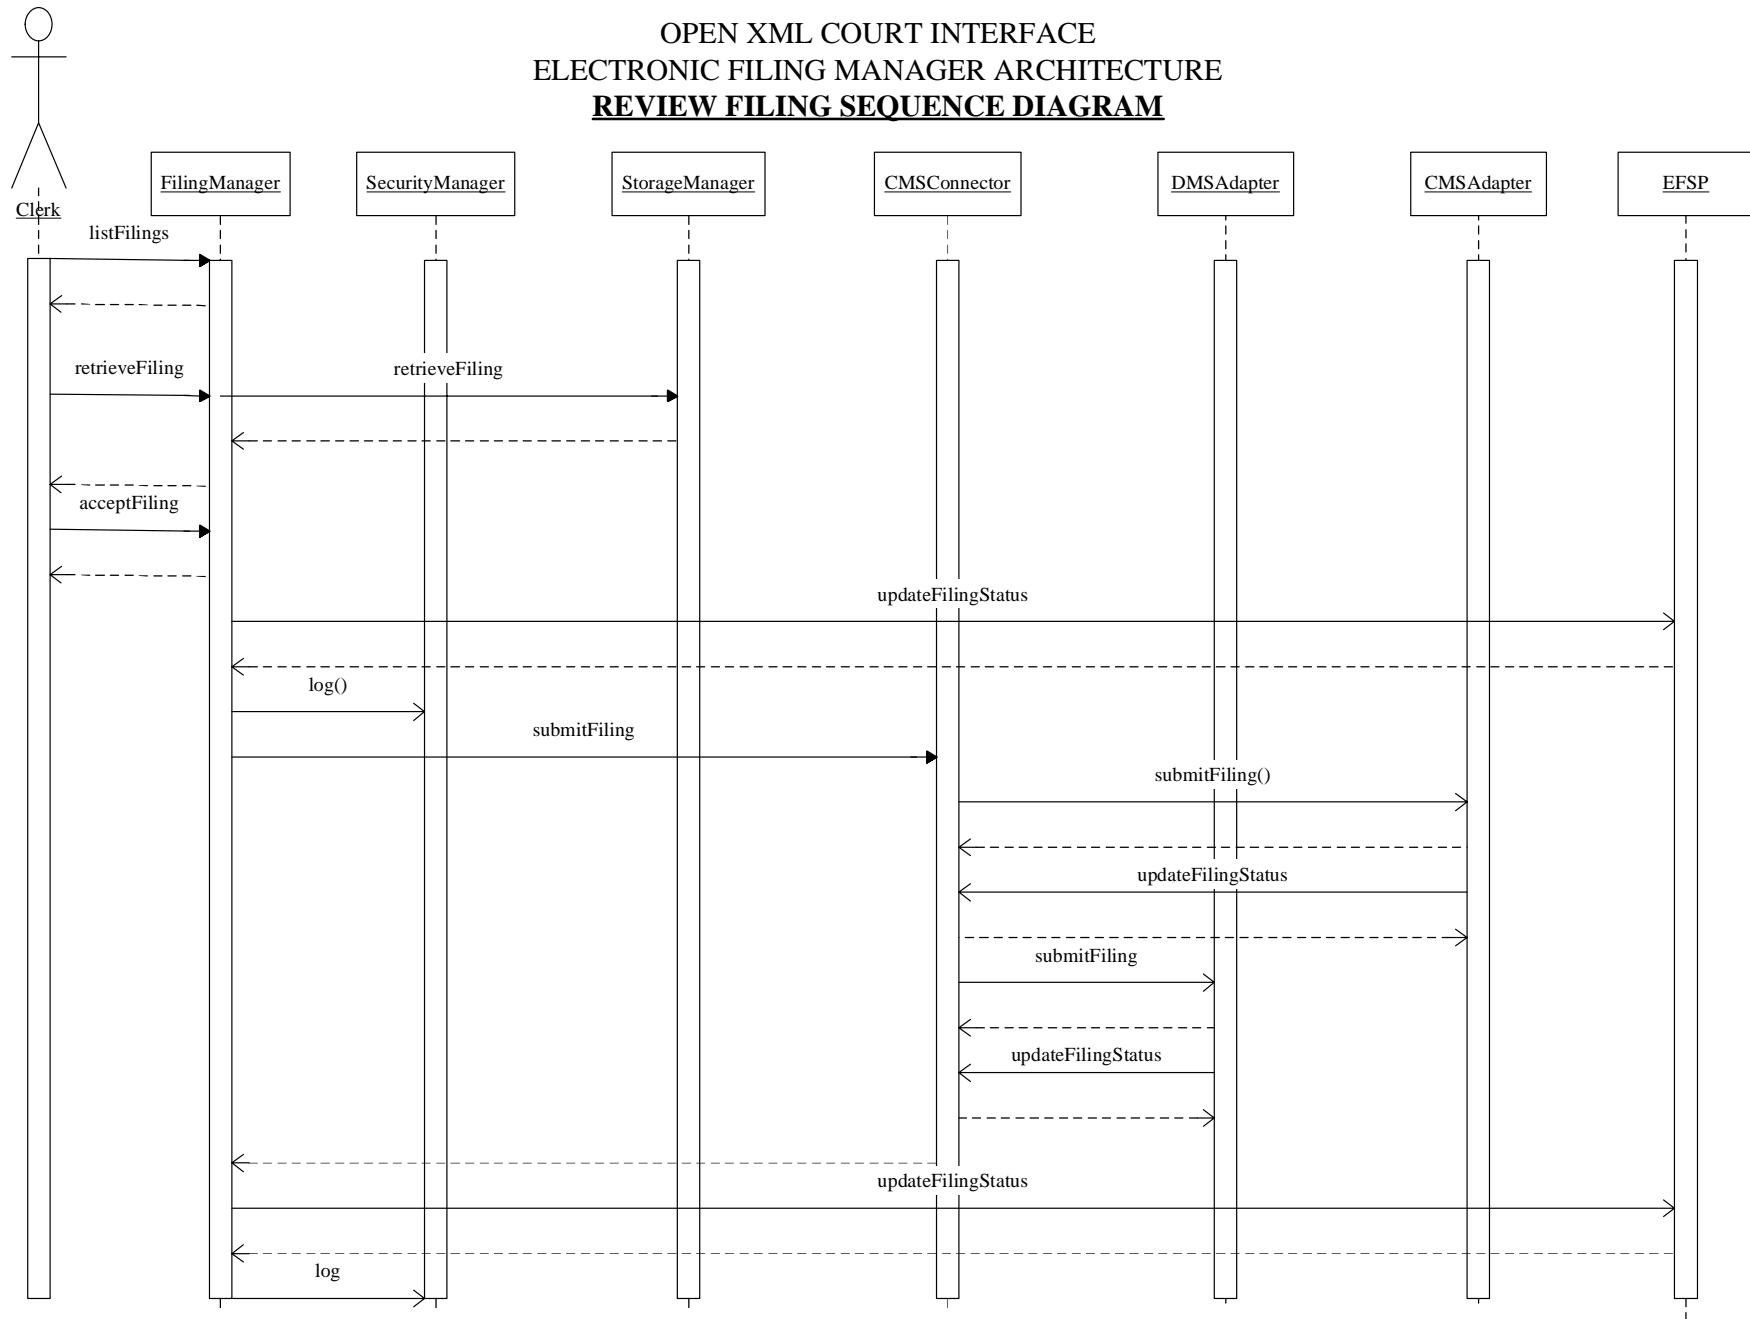 OPEN XML COURT INTERFACE
ELECTRONIC FILING MANAGER ARCHITECTURE
REVIEW FILING SEQUENCE DIAGRAM
FilingManager
SecurityManager
StorageManager
CMSConnector
DMSAdapter
CMSAdapter
EFSP
Clerk
listFilings
retrieveFiling
retrieveFiling
acceptFiling
updateFilingStatus
log()
submitFiling
submitFiling()
updateFilingStatus
submitFiling
updateFilingStatus
updateFilingStatus
log